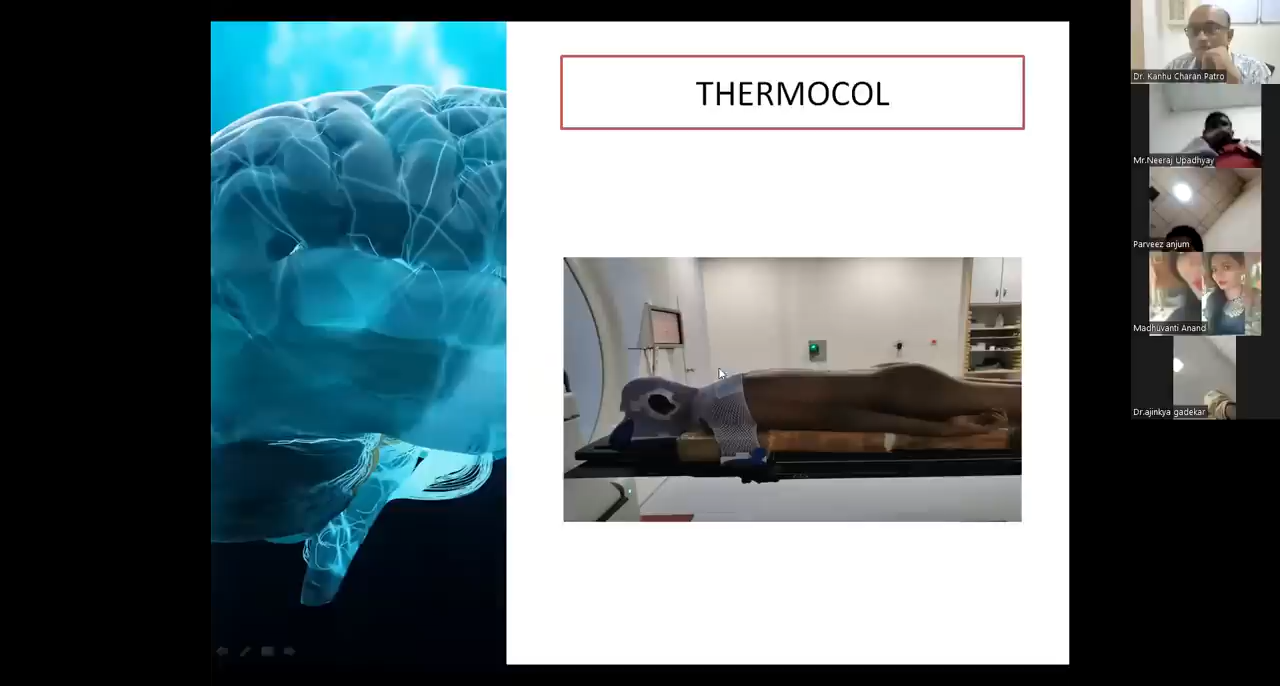 THERMOCOL
Dr. Kanhu Charan Patro
Mr.Neeraj Upadhyay
Parveez anjum
Madhuvanti Anand
Dr.ajinkya gadekar